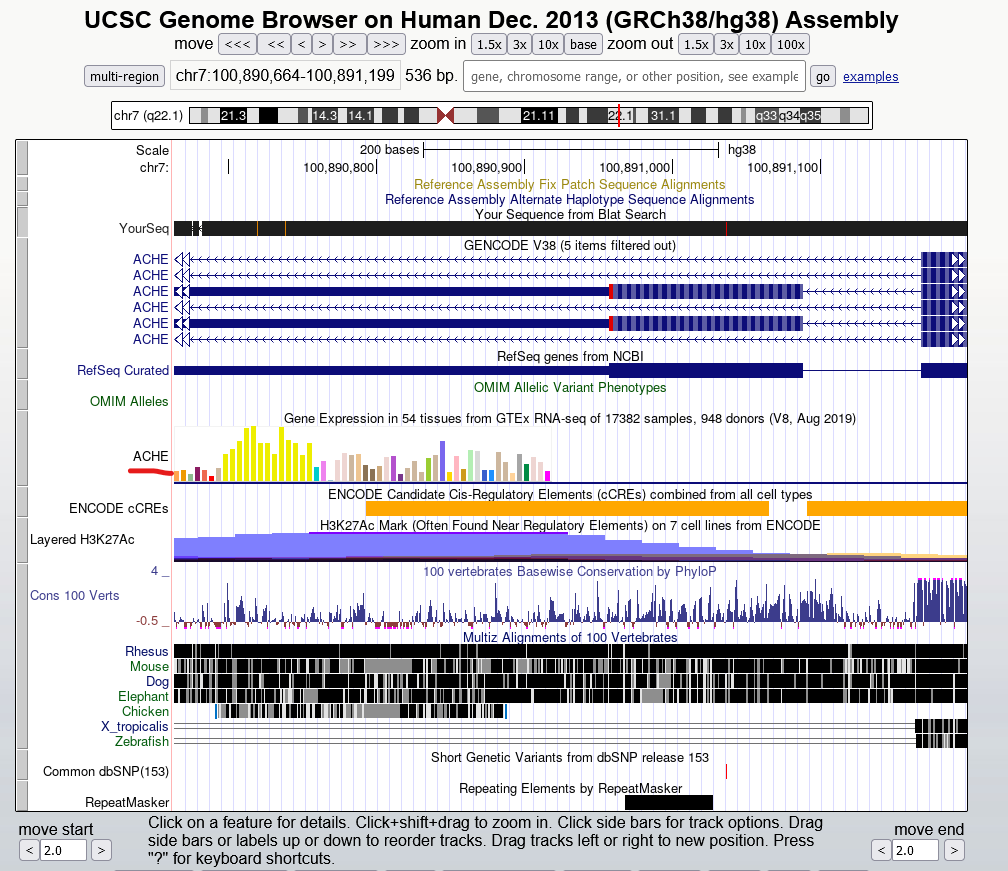 UCSC Genome Browser on Human Dec. 2013 (GRCh38/hg38) Assembly
move <<< << < > >> >>> zoom in 1.5x 3x 10x base zoom out 1.5x 3x 10x 100x
multi-region chr7:100,890,664-100,891,199 536 bp. gene, chromosome range, or other position, see example go examples
chr7 (q22.1) 21.3 14.3 14.1 21.11 22.1 31.1 q33 q34 q35
Scale 200 bases hg38
chr7: 100,890,800 100,890,900 100,891,000 100,891,100
Reference Assembly Fix Patch Sequence Alignments
Reference Assembly Alternate Haplotype Sequence Alignments
Your Sequence from Blat Search
YourSeq
GENCODE V38 (5 items filtered out)
ACHE
ACHE
ACHE
ACHE
ACHE
ACHE
RefSeq genes from NCBI
RefSeq Curated
OMIM Allelic Variant Phenotypes
OMIM Alleles
Gene Expression in 54 tissues from GTEx RNA-seq of 17382 samples, 948 donors (V8, Aug 2019)
ACHE
ENCODE Candidate Cis-Regulatory Elements (cCREs) combined from all cell types
ENCODE cCREs
H3K27Ac Mark (Often Found Near Regulatory Elements) on 7 cell lines from ENCODE
Layered H3K27Ac
100 vertebrates Basewise Conservation by PhyloP
4 _
Cons 100 Verts
-0.5 _
Multiz Alignments of 100 Vertebrates
Rhesus
Mouse
Dog
Elephant
Chicken
X_tropicalis
Zebrafish
Short Genetic Variants from dbSNP release 153
Common dbSNP(153)
Repeating Elements by RepeatMasker
RepeatMasker
move start
< 2.0 >
Click on a feature for details. Click+shift+drag to zoom in. Click side bars for track options. Drag
side bars or labels up or down to reorder tracks. Drag tracks left or right to new position. Press
"?" for keyboard shortcuts.
move end
< 2.0 >